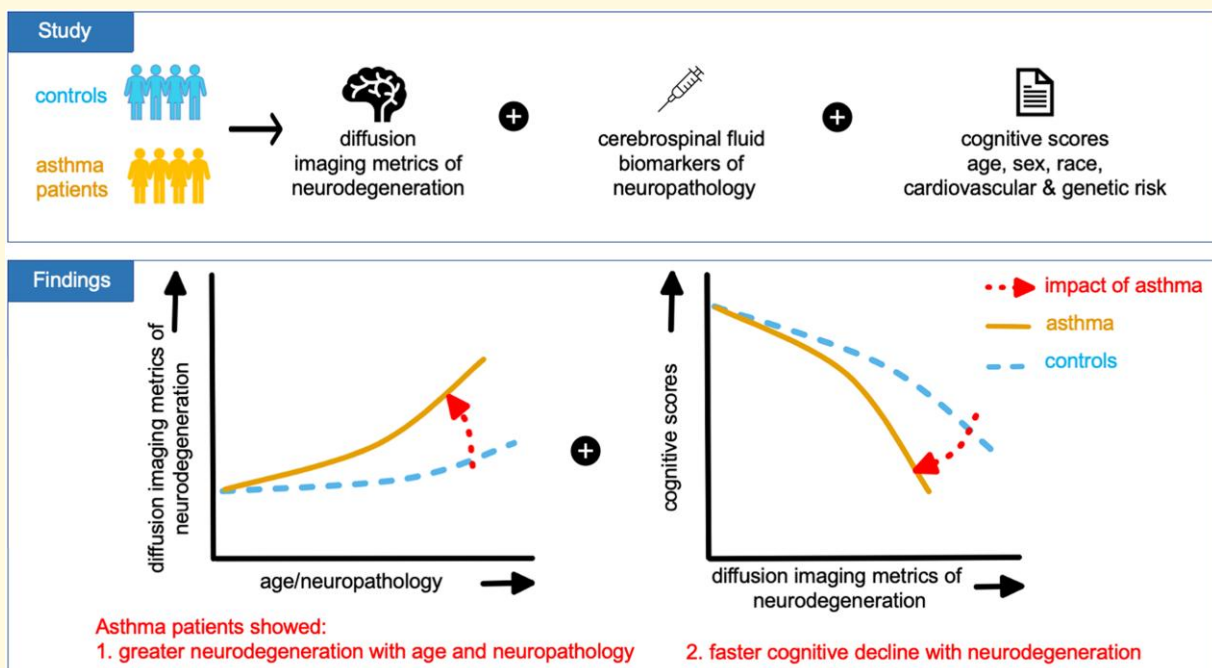 Study
controls
asthma
patients
diffusion
imaging metrics of
neurodegeneration
cerebrospinal fluid
biomarkers of
neuropathology
cognitive scores
age, sex, race,
cardiovascular & genetic risk
Findings
diffusion imaging metrics of
neurodegeneration
age/neuropathology
cognitive scores
diffusion imaging metrics of
neurodegeneration
impact of asthma
asthma
controls
Asthma patients showed:
1. greater neurodegeneration with age and neuropathology
2. faster cognitive decline with neurodegeneration